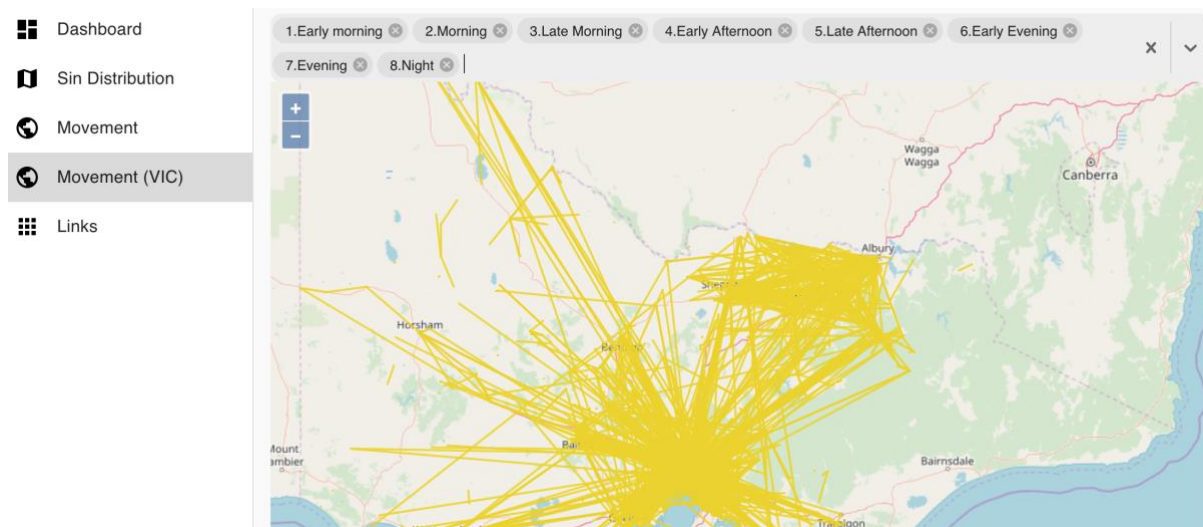 Dashboard
Sin Distribution
Movement
Movement (VIC)
Links
1.Early morning 2.Morning 3.Late Morning 4.Early Afternoon 5.Late Afternoon 6.Early Evening
7.Evening 8.Night
+
−
Wagga
Wagga
Canberra
Albury
Horsham
Mount
ambier
Bairnsdale